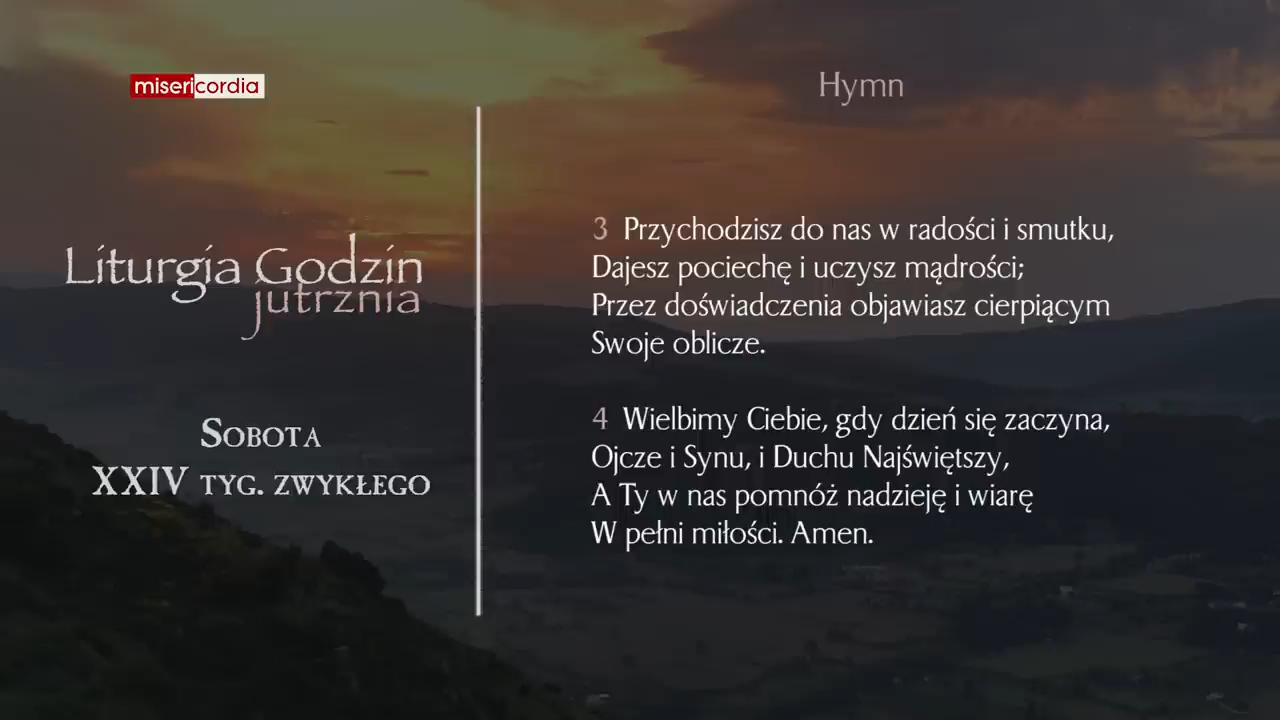 misericordia
Hymn
Liturgia Godzin
jutrznia
Sobota
XXIV tyg. zwykłego
3 Przychodzisz do nas w radości i smutku,
Dajesz pociechę i uczysz mądrości;
Przez doświadczenia objawiasz cierpiącym
Swoje oblicze.
4 Wielbimy Ciebie, gdy dzień się zaczyna,
Ojcze i Synu, i Duchu Najświętszy,
A Ty w nas pomnóż nadzieję i wiarę
W pełni miłości. Amen.